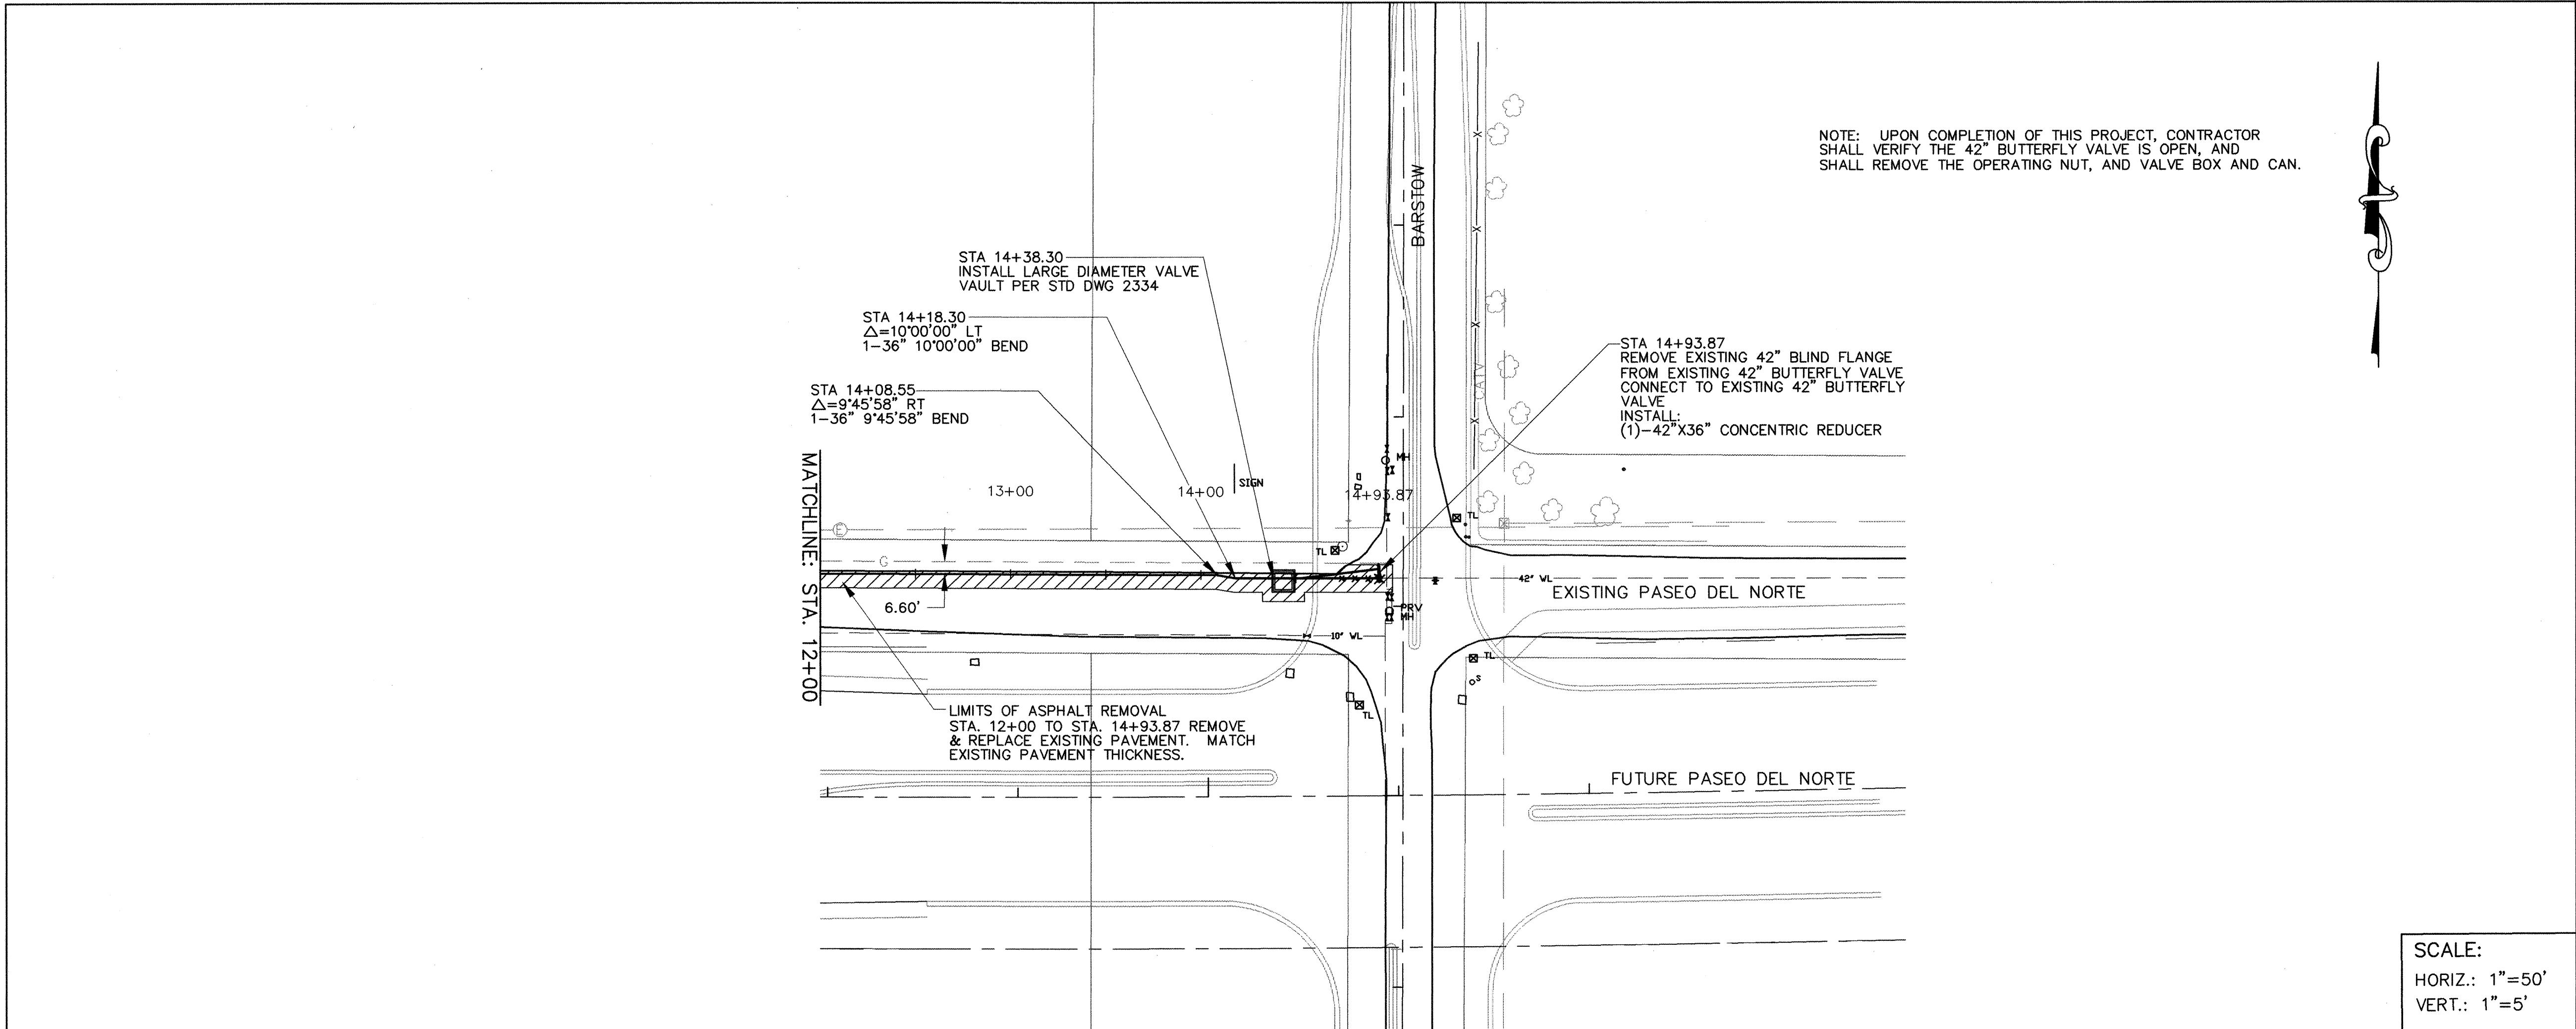 NOTE: UPON COMPLETION OF THIS PROJECT, CONTRACTOR
SHALL VERIFY THE 42" BUTTERFLY VALVE IS OPEN, AND
SHALL REMOVE THE OPERATING NUT, AND VALVE BOX AND CAN.
BARSTOW
STA 14+38.30
INSTALL LARGE DIAMETER VALVE
VAULT PER STD DWG 2334
STA 14+18.30
△=10°00'00" LT
1-36" 10°00'00" BEND
STA 14+08.55
△=9°45'58" RT
1-36" 9°45'58" BEND
STA 14+93.87
REMOVE EXISTING 42" BLIND FLANGE
FROM EXISTING 42" BUTTERFLY VALVE
CONNECT TO EXISTING 42" BUTTERFLY
VALVE
INSTALL:
(1)-42"X36" CONCENTRIC REDUCER
MATCHLINE: STA. 12+00
13+00
14+00
SIGN
14+93.87
MH
TL
E
TL
G
42" WL
EXISTING PASEO DEL NORTE
6.60'
PRV
MH
10" WL
TL
S
TL
LIMITS OF ASPHALT REMOVAL
STA. 12+00 TO STA. 14+93.87 REMOVE
& REPLACE EXISTING PAVEMENT. MATCH
EXISTING PAVEMENT THICKNESS.
FUTURE PASEO DEL NORTE
SCALE:
HORIZ.: 1"=50'
VERT.: 1"=5'